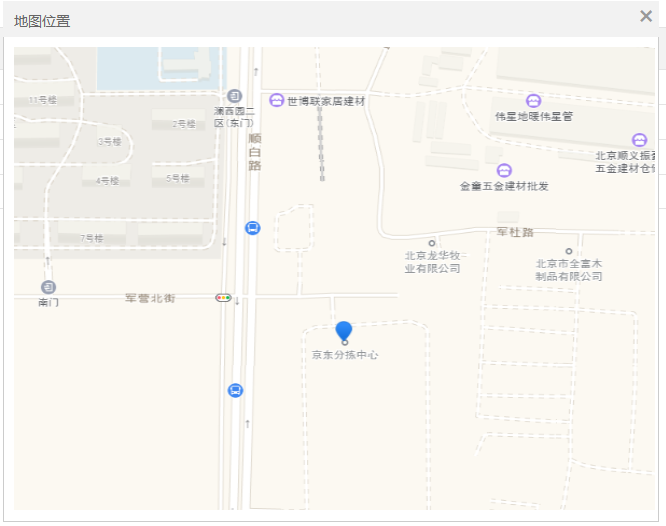 地图位置
11号楼
澜西园二
区(东门)
世博联家居建材
伟星地暖伟星管
2号楼
3号楼
顺白路
北京顺义振
五金建材仓
4号楼
5号楼
金童五金建材批发
7号楼
军杜路
北京龙华牧
业有限公司
北京市全富木
制品有限公司
南门
军营北街
京东分拣中心